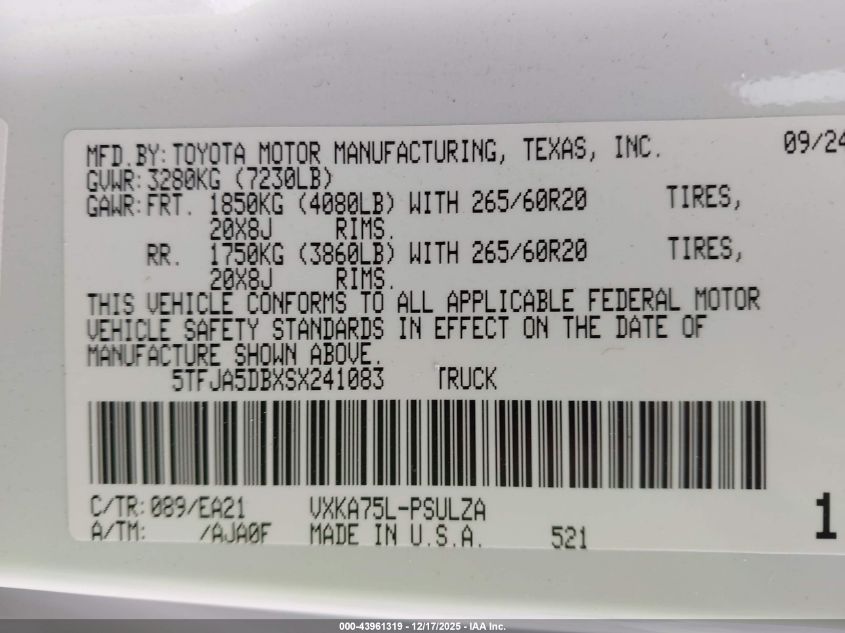 MFD.BY:TOYOTA MOTOR MANUFACTURING, TEXAS, INC. 09/24
GVWR:3280KG (7230LB)
GAWR:FRT. 1850KG (4080LB) WITH 265/60R20 TIRES,
20X8J RIMS.
RR. 1750KG (3860LB) WITH 265/60R20 TIRES,
20X8J RIMS.
THIS VEHICLE CONFORMS TO ALL APPLICABLE FEDERAL MOTOR
VEHICLE SAFETY STANDARDS IN EFFECT ON THE DATE OF
MANUFACTURE SHOWN ABOVE.
5TFJA5DBXSX241083 TRUCK
C/TR:089/EA21 VXKA75L-PSULZA
A/TM: /AJA0F MADE IN U.S.A. 521
1
000-43961319 - 12/17/2025 - IAA Inc.